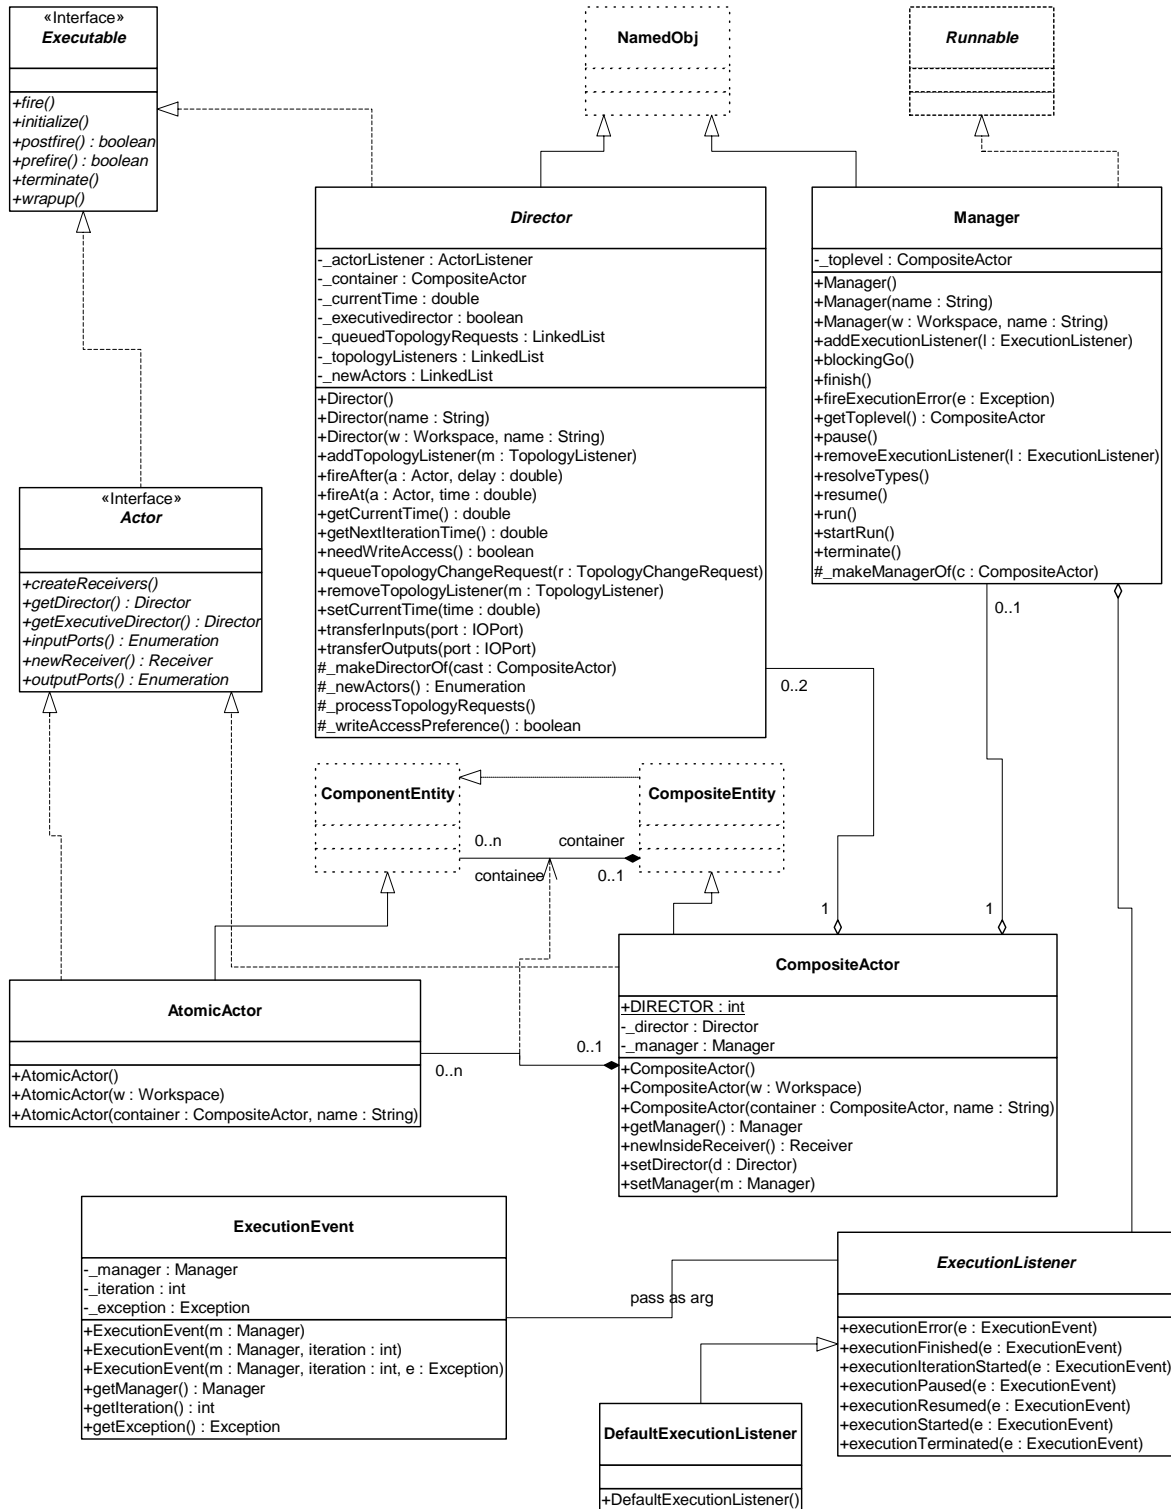 «Interface»
Executable
+fire()
+initialize()
+postfire() : boolean
+prefire() : boolean
+terminate()
+wrapup()
NamedObj
Runnable
Director
-_actorListener : ActorListener
-_container : CompositeActor
-_currentTime : double
-_executivedirector : boolean
-_queuedTopologyRequests : LinkedList
-_topologyListeners : LinkedList
-_newActors : LinkedList
+Director()
+Director(name : String)
+Director(w : Workspace, name : String)
+addTopologyListener(m : TopologyListener)
+fireAfter(a : Actor, delay : double)
+fireAt(a : Actor, time : double)
+getCurrentTime() : double
+getNextIterationTime() : double
+needWriteAccess() : boolean
+queueTopologyChangeRequest(r : TopologyChangeRequest)
+removeTopologyListener(m : TopologyListener)
+setCurrentTime(time : double)
+transferInputs(port : IOPort)
+transferOutputs(port : IOPort)
#_makeDirectorOf(cast : CompositeActor)
#_newActors() : Enumeration
#_processTopologyRequests()
#_writeAccessPreference() : boolean
Manager
-_toplevel : CompositeActor
+Manager()
+Manager(name : String)
+Manager(w : Workspace, name : String)
+addExecutionListener(l : ExecutionListener)
+blockingGo()
+finish()
+fireExecutionError(e : Exception)
+getToplevel() : CompositeActor
+pause()
+removeExecutionListener(l : ExecutionListener)
+resolveTypes()
+resume()
+run()
+startRun()
+terminate()
#_makeManagerOf(c : CompositeActor)
«Interface»
Actor
+createReceivers()
+getDirector() : Director
+getExecutiveDirector() : Director
+inputPorts() : Enumeration
+newReceiver() : Receiver
+outputPorts() : Enumeration
0..1
0..2
ComponentEntity
CompositeEntity
0..n
container
containee
0..1
1
1
AtomicActor
+AtomicActor()
+AtomicActor(w : Workspace)
+AtomicActor(container : CompositeActor, name : String)
0..n
0..1
CompositeActor
+DIRECTOR : int
-_director : Director
-_manager : Manager
+CompositeActor()
+CompositeActor(w : Workspace)
+CompositeActor(container : CompositeActor, name : String)
+getManager() : Manager
+newInsideReceiver() : Receiver
+setDirector(d : Director)
+setManager(m : Manager)
ExecutionEvent
-_manager : Manager
-_iteration : int
-_exception : Exception
+ExecutionEvent(m : Manager)
+ExecutionEvent(m : Manager, iteration : int)
+ExecutionEvent(m : Manager, iteration : int, e : Exception)
+getManager() : Manager
+getIteration() : int
+getException() : Exception
pass as arg
ExecutionListener
+executionError(e : ExecutionEvent)
+executionFinished(e : ExecutionEvent)
+executionIterationStarted(e : ExecutionEvent)
+executionPaused(e : ExecutionEvent)
+executionResumed(e : ExecutionEvent)
+executionStarted(e : ExecutionEvent)
+executionTerminated(e : ExecutionEvent)
DefaultExecutionListener
+DefaultExecutionListener()